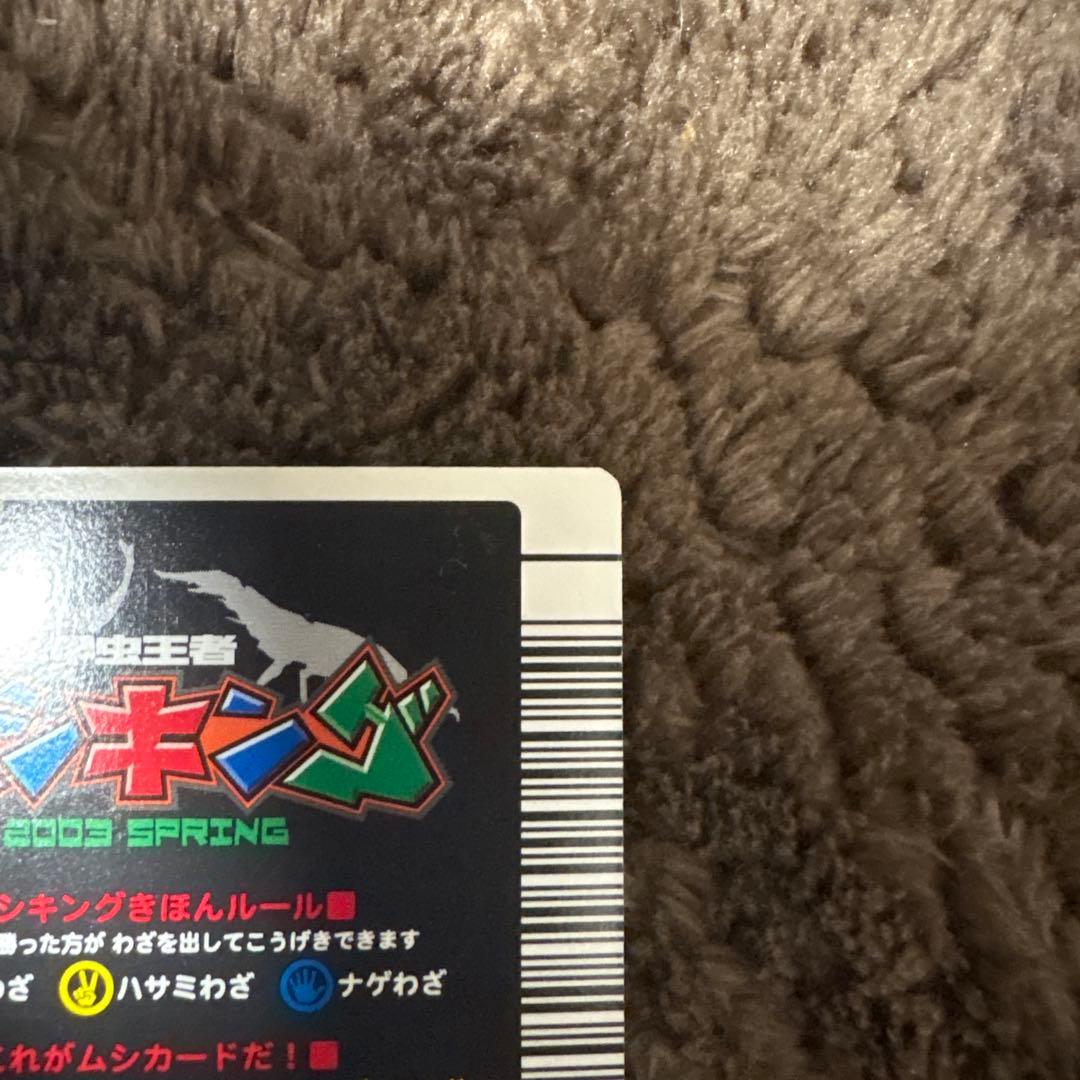 虫王者
シキング
2003 SPRING
シキングきほんルール■
勝った方が わざを出してこうげきできます
わざ ハサミわざ ナゲわざ
これがムシカードだ！■